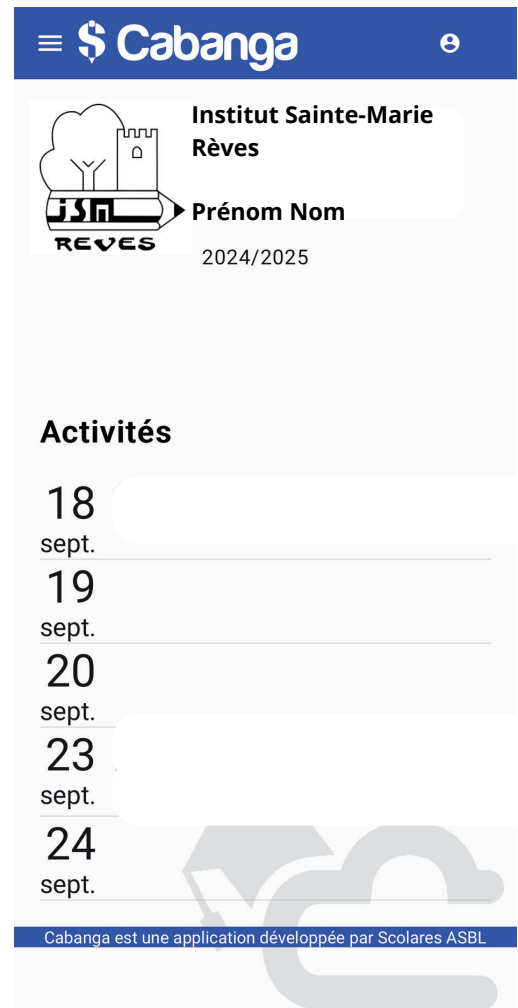 $ Cabanga
Institut Sainte-Marie
Rèves
Prénom Nom
ISM
REVES
2024/2025
Activités
18
sept.
19
sept.
20
sept.
23
sept.
24
sept.
Cabanga est une application développée par Scolares ASBL